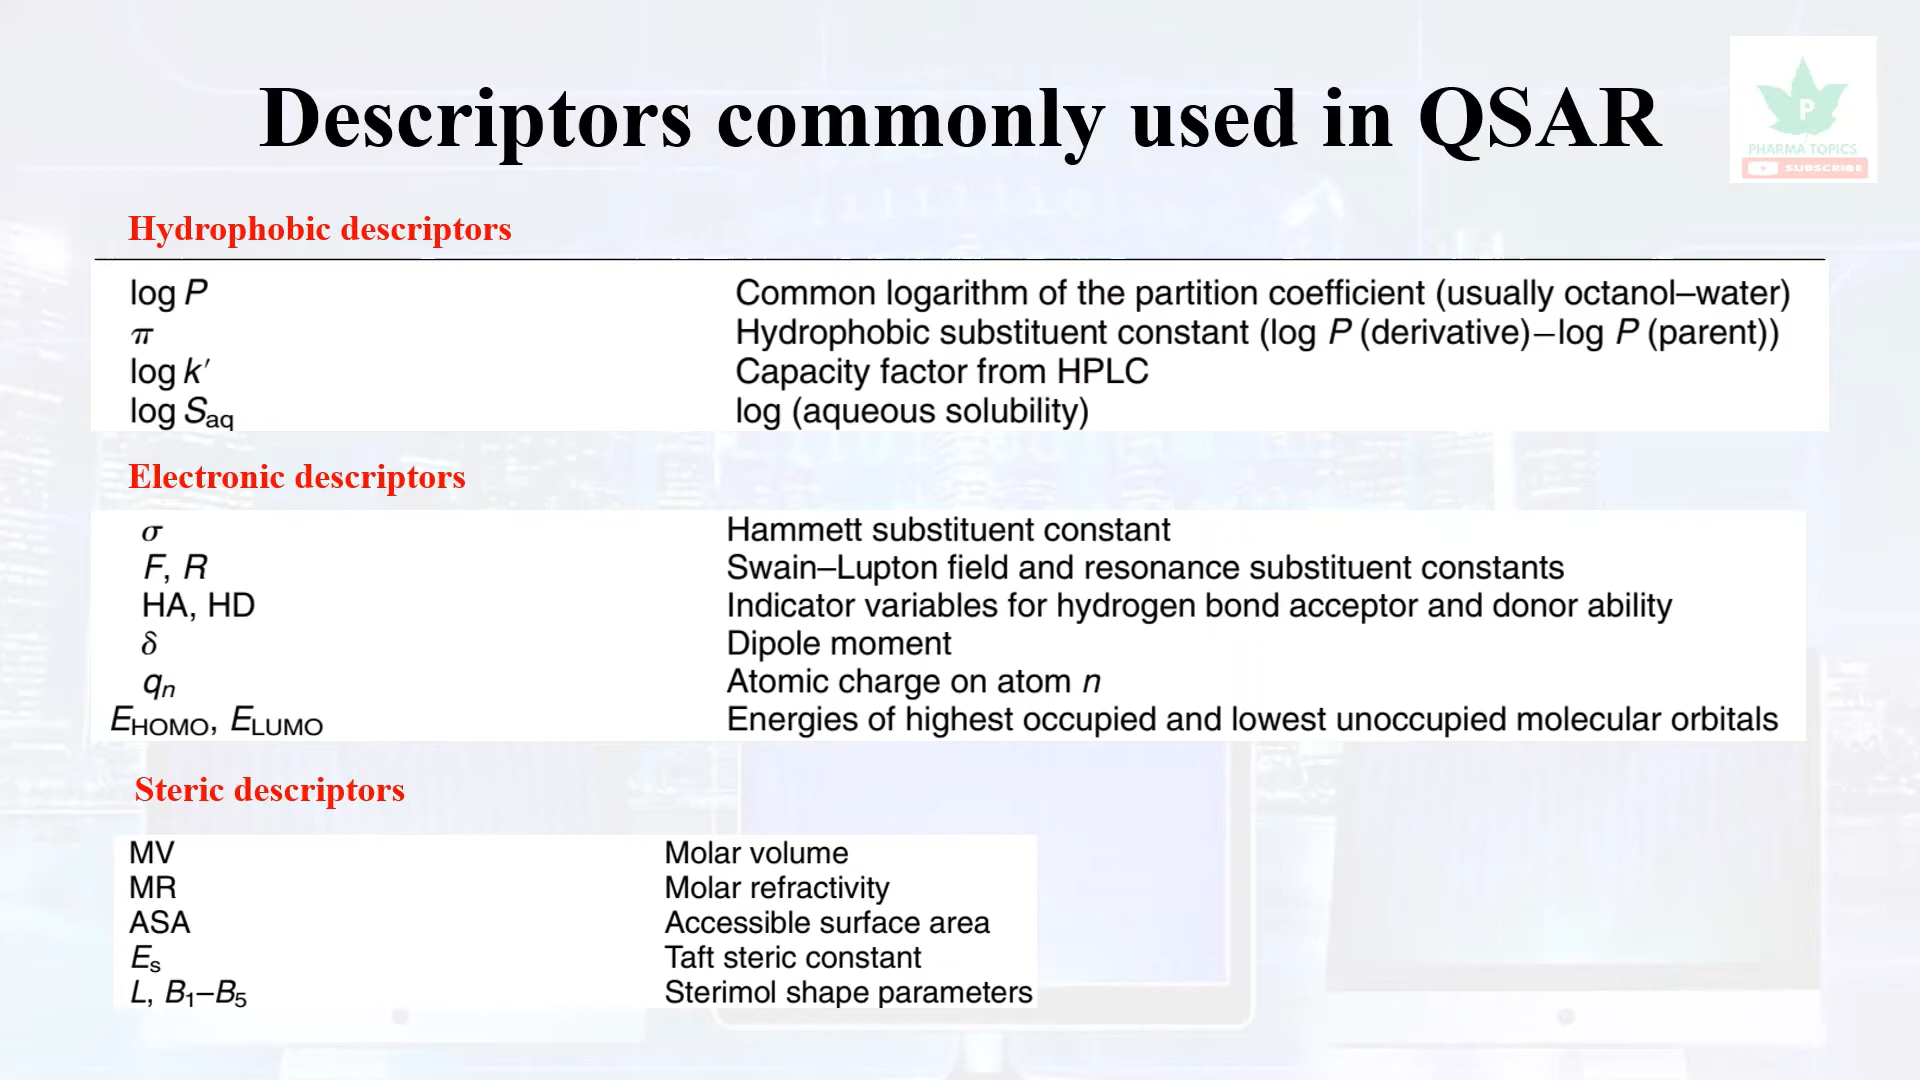 Descriptors commonly used in QSAR
P
PHARMA TOPICS
SUBSCRIBE
Hydrophobic descriptors
log P Common logarithm of the partition coefficient (usually octanol–water)
π Hydrophobic substituent constant (log P (derivative)–log P (parent))
log k′ Capacity factor from HPLC
log Saq log (aqueous solubility)
Electronic descriptors
σ Hammett substituent constant
F, R Swain–Lupton field and resonance substituent constants
HA, HD Indicator variables for hydrogen bond acceptor and donor ability
δ Dipole moment
qn Atomic charge on atom n
EHOMO, ELUMO Energies of highest occupied and lowest unoccupied molecular orbitals
Steric descriptors
MV Molar volume
MR Molar refractivity
ASA Accessible surface area
Es Taft steric constant
L, B1–B5 Sterimol shape parameters